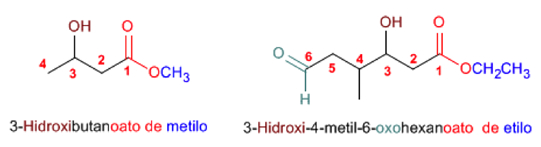 OH
O
4
3
2
1
OCH3
3-Hidroxibutanoato de metilo
OH
O
6
5
4
3
2
1
O
H
OCH2CH3
3-Hidroxi-4-metil-6-oxohexanoato de etilo